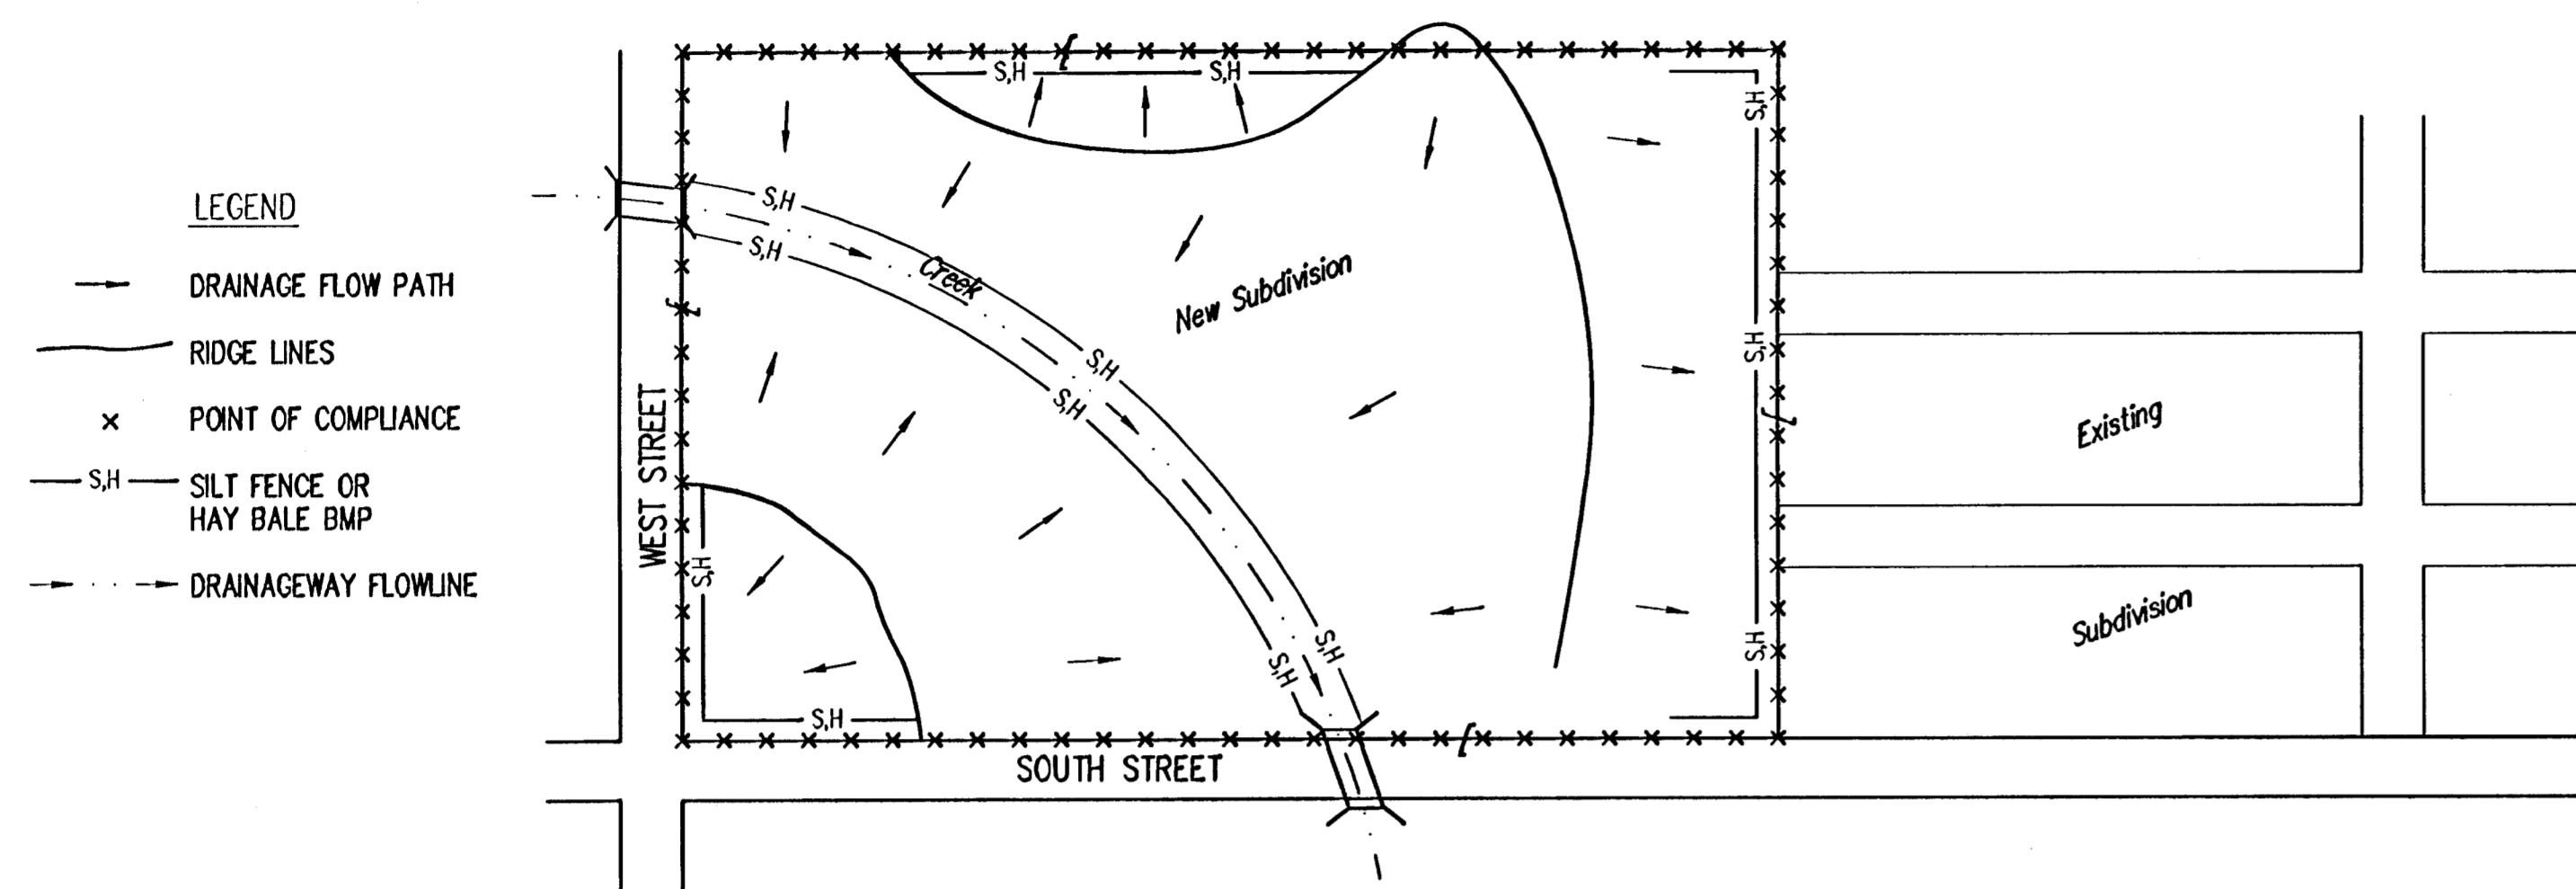 LEGEND
DRAINAGE FLOW PATH
RIDGE LINES
POINT OF COMPLIANCE
S,H
SILT FENCE OR
HAY BALE BMP
DRAINAGEWAY FLOWLINE
WEST STREET
SOUTH STREET
S,H
S,H
S,H
S,H
S,H
S,H
S,H
S,H
S,H
S,H
S,H
S,H
S,H
Creek
New Subdivision
Existing
Subdivision